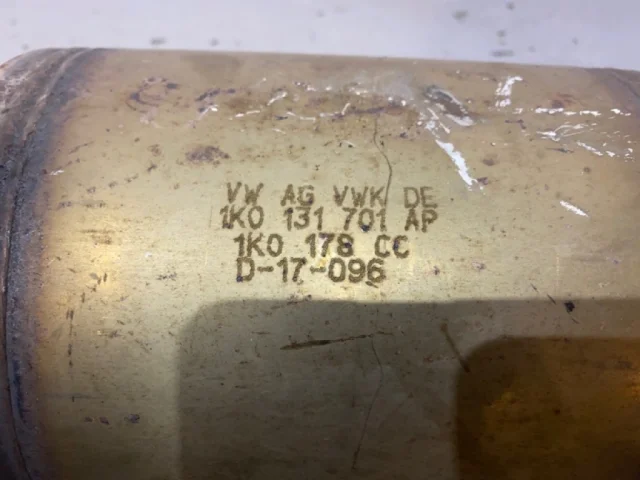 VW AG VWK DE
1K0 131 701 AP
1K0 178 CC
D-17-096